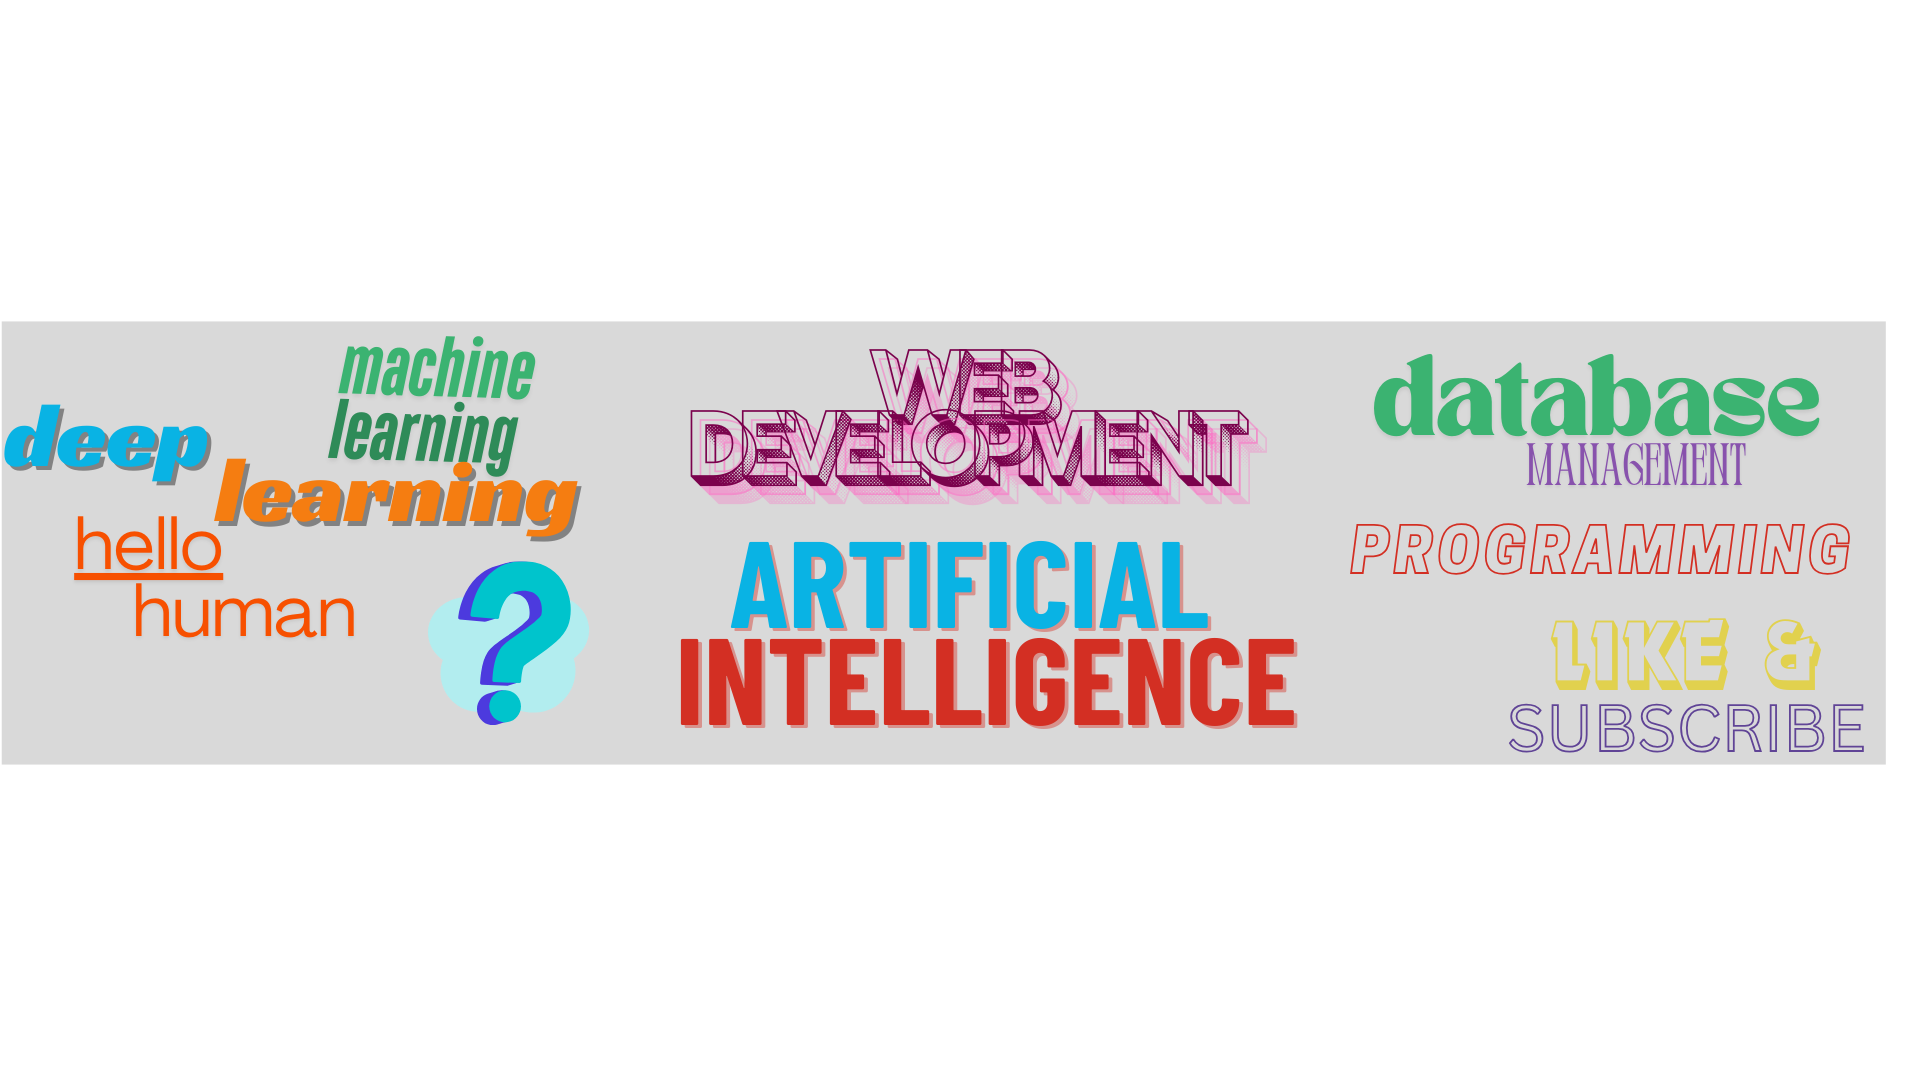 machine
learning
deep
learning
hello
human
?
WEB
DEVELOPMENT
ARTIFICIAL
INTELLIGENCE
database
MANAGEMENT
PROGRAMMING
LIKE &
SUBSCRIBE